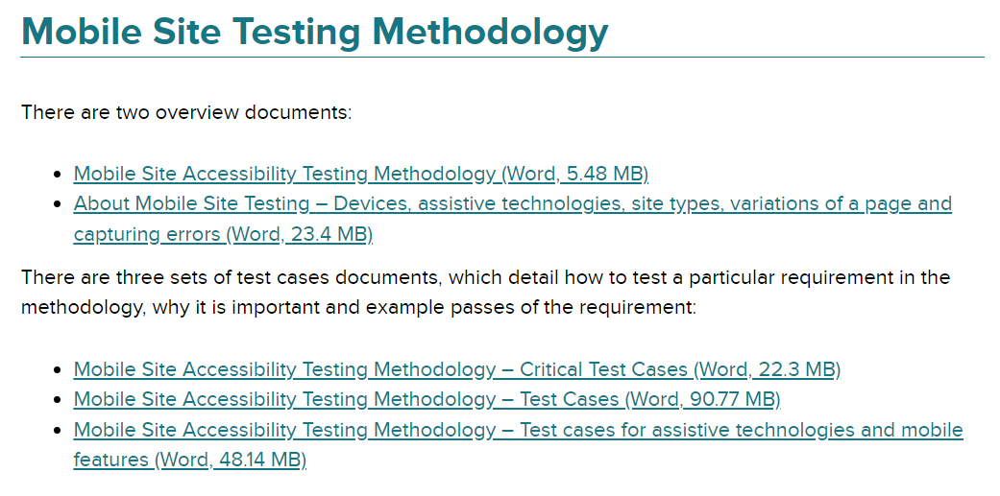 Mobile Site Testing Methodology
There are two overview documents:
Mobile Site Accessibility Testing Methodology (Word, 5.48 MB)
About Mobile Site Testing – Devices, assistive technologies, site types, variations of a page and
capturing errors (Word, 23.4 MB)
There are three sets of test cases documents, which detail how to test a particular requirement in the
methodology, why it is important and example passes of the requirement:
Mobile Site Accessibility Testing Methodology – Critical Test Cases (Word, 22.3 MB)
Mobile Site Accessibility Testing Methodology – Test Cases (Word, 90.77 MB)
Mobile Site Accessibility Testing Methodology – Test cases for assistive technologies and mobile
features (Word, 48.14 MB)